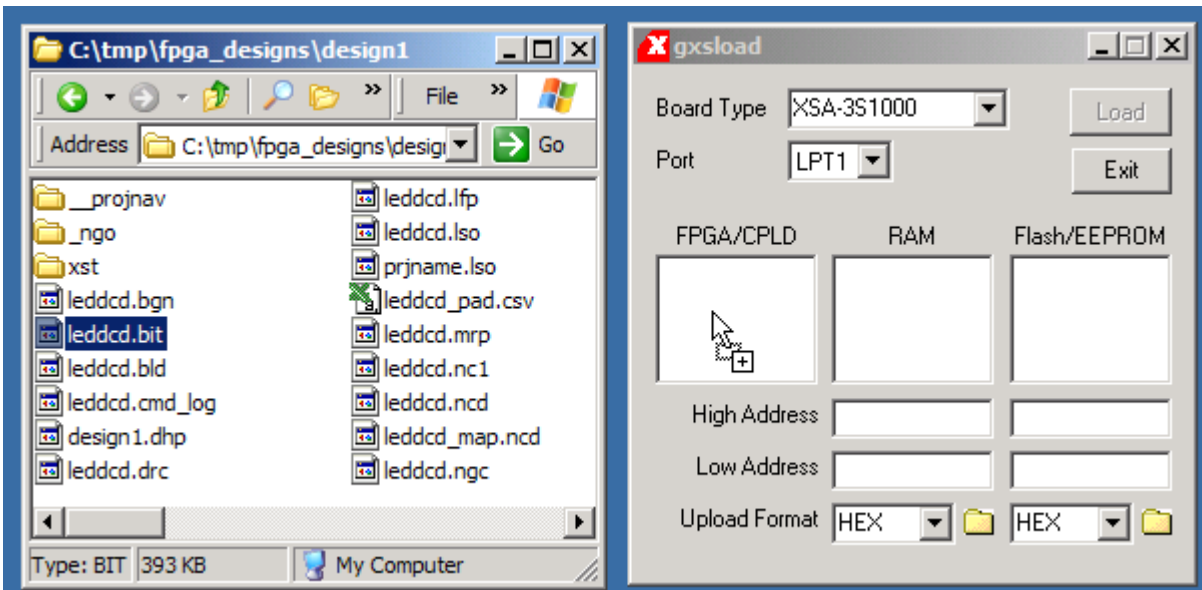 C:\tmp\fpga_designs\design1
File
Address C:\tmp\fpga_designs\desig Go
__projnav
_ngo
xst
leddcd.bgn
leddcd.bit
leddcd.bld
leddcd.cmd_log
design1.dhp
leddcd.drc
leddcd.lfp
leddcd.lso
prjname.lso
leddcd_pad.csv
leddcd.mrp
leddcd.nc1
leddcd.ncd
leddcd_map.ncd
leddcd.ngc
Type: BIT 393 KB My Computer
gxsload
Board Type XSA-3S1000 Load
Port LPT1 Exit
FPGA/CPLD RAM Flash/EEPROM
High Address
Low Address
Upload Format HEX HEX